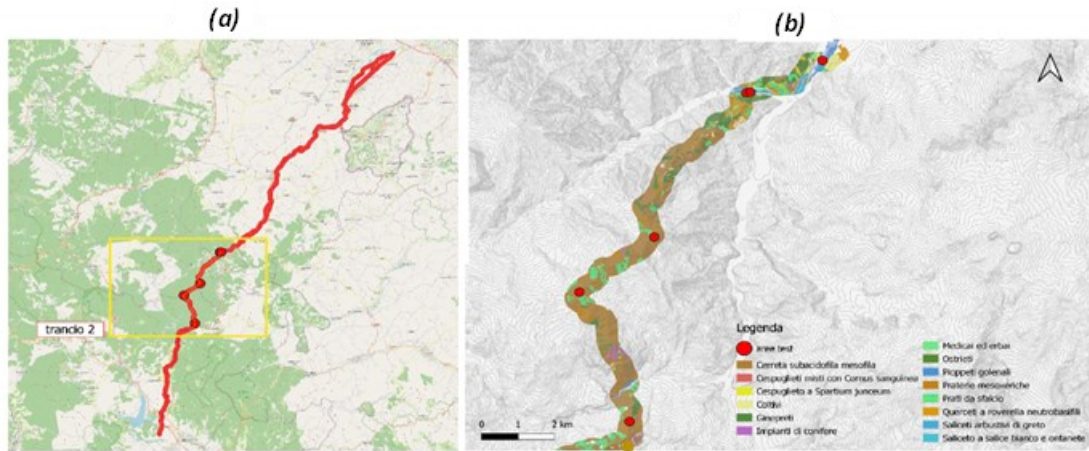 (a)
(b)
trancio 2
Legenda
aree test
Cerreta subacidofila mesofila
Cespuglieti misti con Cornus sanguinea
Cespuglieto a Spartium junceum
Coltivi
Ginepreti
Impianti di conifere
Medicai ed erbai
Ostrieti
Pioppeti golenali
Praterie mesoxeriche
Prati da sfalcio
Querceti a roverella neutrobasifili
Saliceti arbustivi di greto
Saliceto a salice bianco e ontanete
0 1 2 km